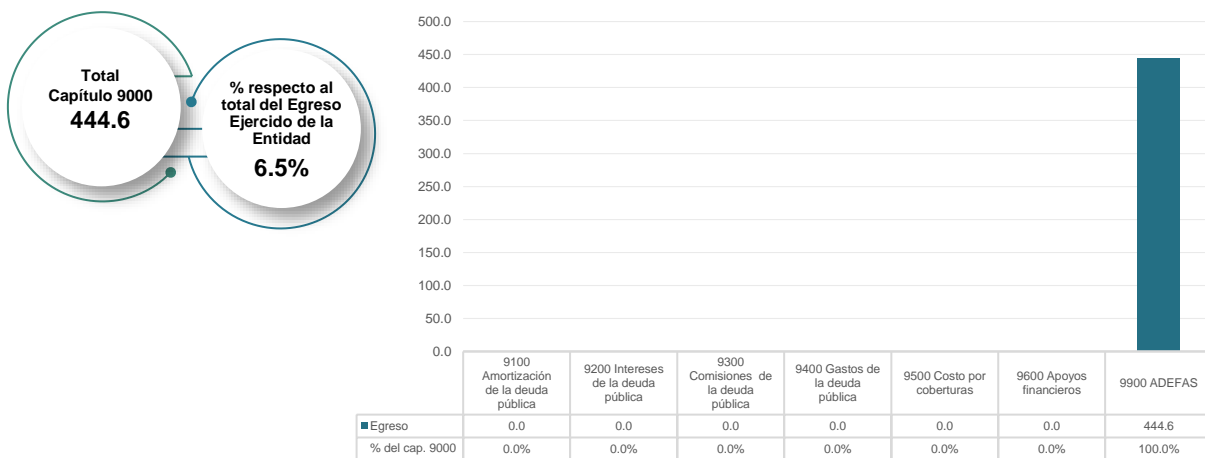 Total
Capítulo 9000
444.6
% respecto al
total del Egreso
Ejercido de la
Entidad
6.5%
500.0
450.0
400.0
350.0
300.0
250.0
200.0
150.0
100.0
50.0
0.0
9100
Amortización
de la deuda
pública
9200 Intereses
de la deuda
pública
9300
Comisiones de
la deuda
pública
9400 Gastos de
la deuda
pública
9500 Costo por
coberturas
9600 Apoyos
financieros
9900 ADEFAS
Egreso 0.0 0.0 0.0 0.0 0.0 0.0 444.6
% del cap. 9000 0.0% 0.0% 0.0% 0.0% 0.0% 0.0% 100.0%